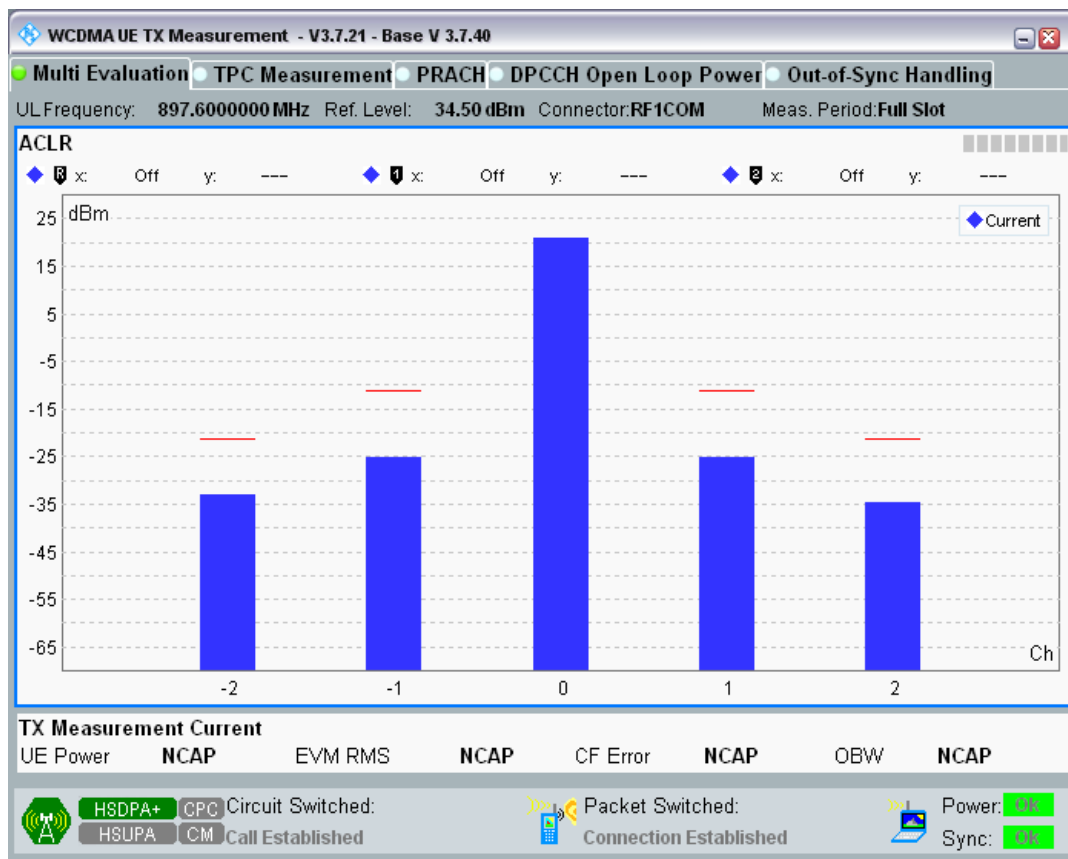 WCDMA UE TX Measurement - V3.7.21 - Base V 3.7.40
Multi Evaluation TPC Measurement PRACH DPCCH Open Loop Power Out-of-Sync Handling
UL Frequency: 897.6000000 MHz Ref. Level: 34.50 dBm Connector:RF1COM Meas. Period:Full Slot
ACLR
R x: Off y: --- 1 x: Off y: --- 2 x: Off y: ---
25 dBm
Current
15
5
-5
-15
-25
-35
-45
-55
-65
Ch
-2 -1 0 1 2
TX Measurement Current
UE Power NCAP EVM RMS NCAP CF Error NCAP OBW NCAP
HSDPA+ CPC Circuit Switched: Packet Switched: Power: OK
HSUPA CM Call Established Connection Established Sync: OK